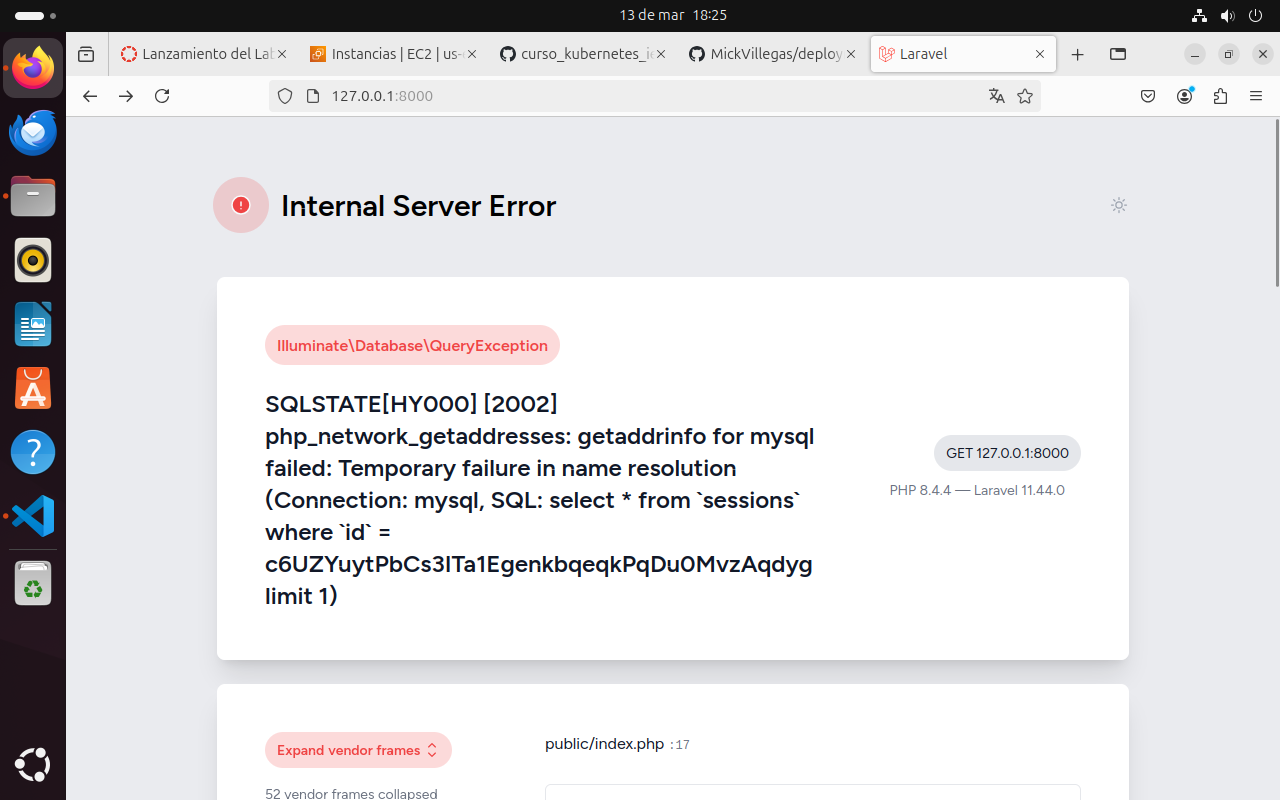 13 de mar 18:25
Lanzamiento del Lab
Instancias | EC2 | us-e
curso_kubernetes_ie
MickVillegas/deploy
Laravel
127.0.0.1:8000
Internal Server Error
Illuminate\Database\QueryException
SQLSTATE[HY000] [2002]
php_network_getaddresses: getaddrinfo for mysql
failed: Temporary failure in name resolution
(Connection: mysql, SQL: select * from `sessions`
where `id` =
c6UZYuytPbCs3lTa1EgenkbqeqkPqDu0MvzAqdyg
limit 1)
GET 127.0.0.1:8000
PHP 8.4.4 — Laravel 11.44.0
Expand vendor frames
52 vendor frames collapsed
public/index.php :17